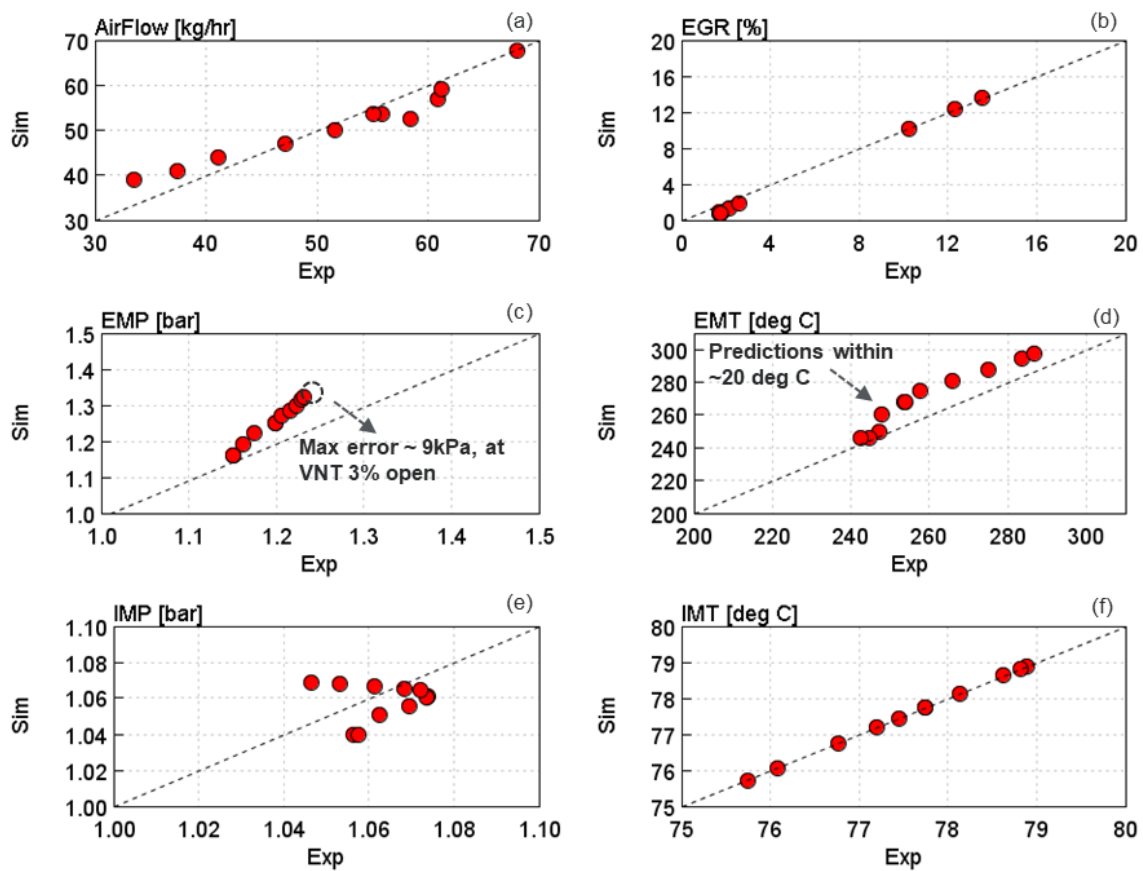 AirFlow [kg/hr]
(a)
70
60
50
40
30
Sim
30 40 50 60 70
Exp
EGR [%]
(b)
20
16
12
8
4
0
Sim
0 4 8 12 16 20
Exp
EMP [bar]
(c)
1.5
1.4
1.3
1.2
1.1
1.0
Sim
Max error ~ 9kPa, at
VNT 3% open
1.0 1.1 1.2 1.3 1.4 1.5
Exp
EMT [deg C]
(d)
Predictions within
~20 deg C
300
280
260
240
220
200
Sim
200 220 240 260 280 300
Exp
IMP [bar]
(e)
1.10
1.08
1.06
1.04
1.02
1.00
Sim
1.00 1.02 1.04 1.06 1.08 1.10
Exp
IMT [deg C]
(f)
80
79
78
77
76
75
Sim
75 76 77 78 79 80
Exp